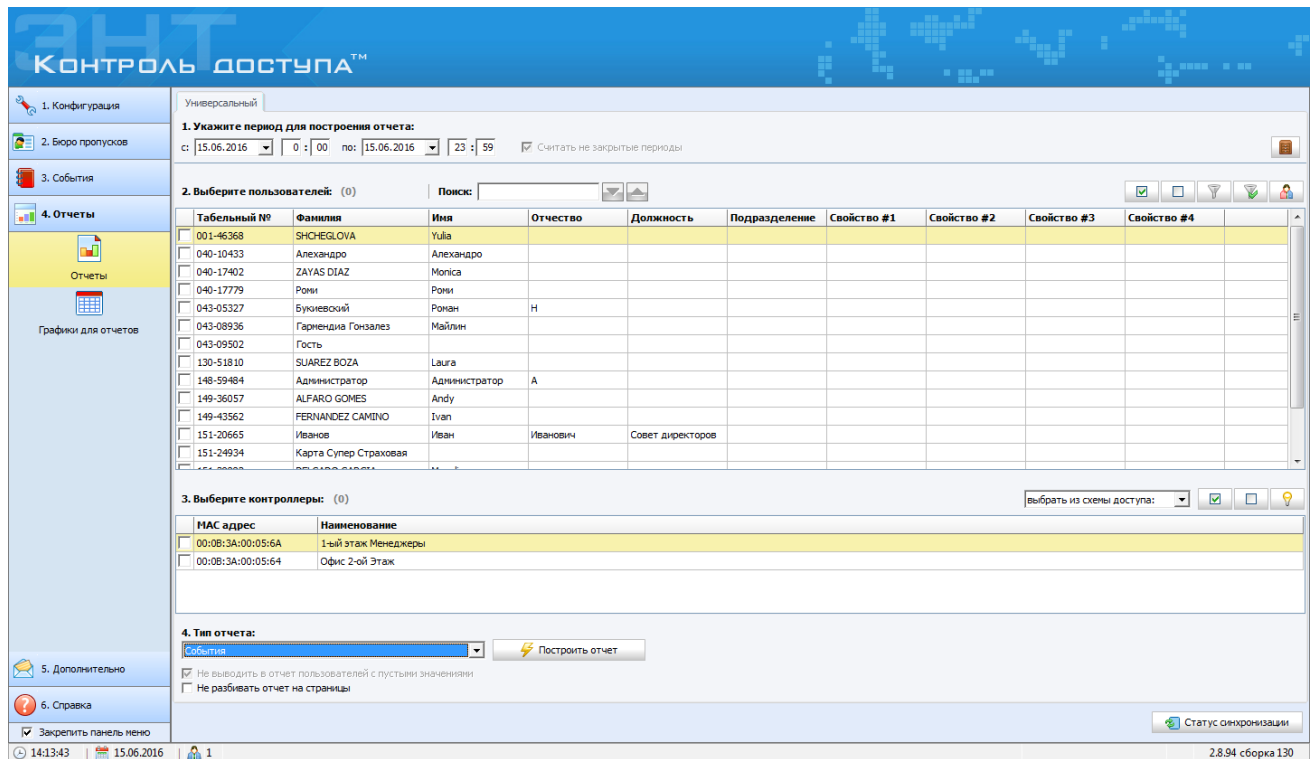 ЭНТ
КОНТРОЛЬ ДОСТУПА™
1. Конфигурация
2. Бюро пропусков
3. События
4. Отчеты
Отчеты
Графики для отчетов
5. Дополнительно
6. Справка
Закрепить панель меню
Универсальный
1. Укажите период для построения отчета:
с: 15.06.2016 0 : 00 по: 15.06.2016 23 : 59 Считать не закрытые периоды
2. Выберите пользователей: (0) Поиск:
Табельный № Фамилия Имя Отчество Должность Подразделение Свойство #1 Свойство #2 Свойство #3 Свойство #4
001-46368 SHCHEGLOVA Yulia
040-10433 Алехандро Алехандро
040-17402 ZAYAS DIAZ Monica
040-17779 Роми Роми
043-05327 Букиевский Роман Н
043-08936 Гармендиа Гонзалез Майлин
043-09502 Гость
130-51810 SUAREZ BOZA Laura
148-59484 Администратор Администратор А
149-36057 ALFARO GOMES Andy
149-43562 FERNANDEZ CAMINO Ivan
151-20665 Иванов Иван Иванович Совет директоров
151-24934 Карта Супер Страховая
3. Выберите контроллеры: (0) выбрать из схемы доступа:
MAC адрес Наименование
00:0B:3A:00:05:6A 1-ый этаж Менеджеры
00:0B:3A:00:05:64 Офис 2-ой Этаж
4. Тип отчета:
События Построить отчет
Не выводить в отчет пользователей с пустыми значениями
Не разбивать отчет на страницы
Статус синхронизации
14:13:43 15.06.2016 1 2.8.94 сборка 130